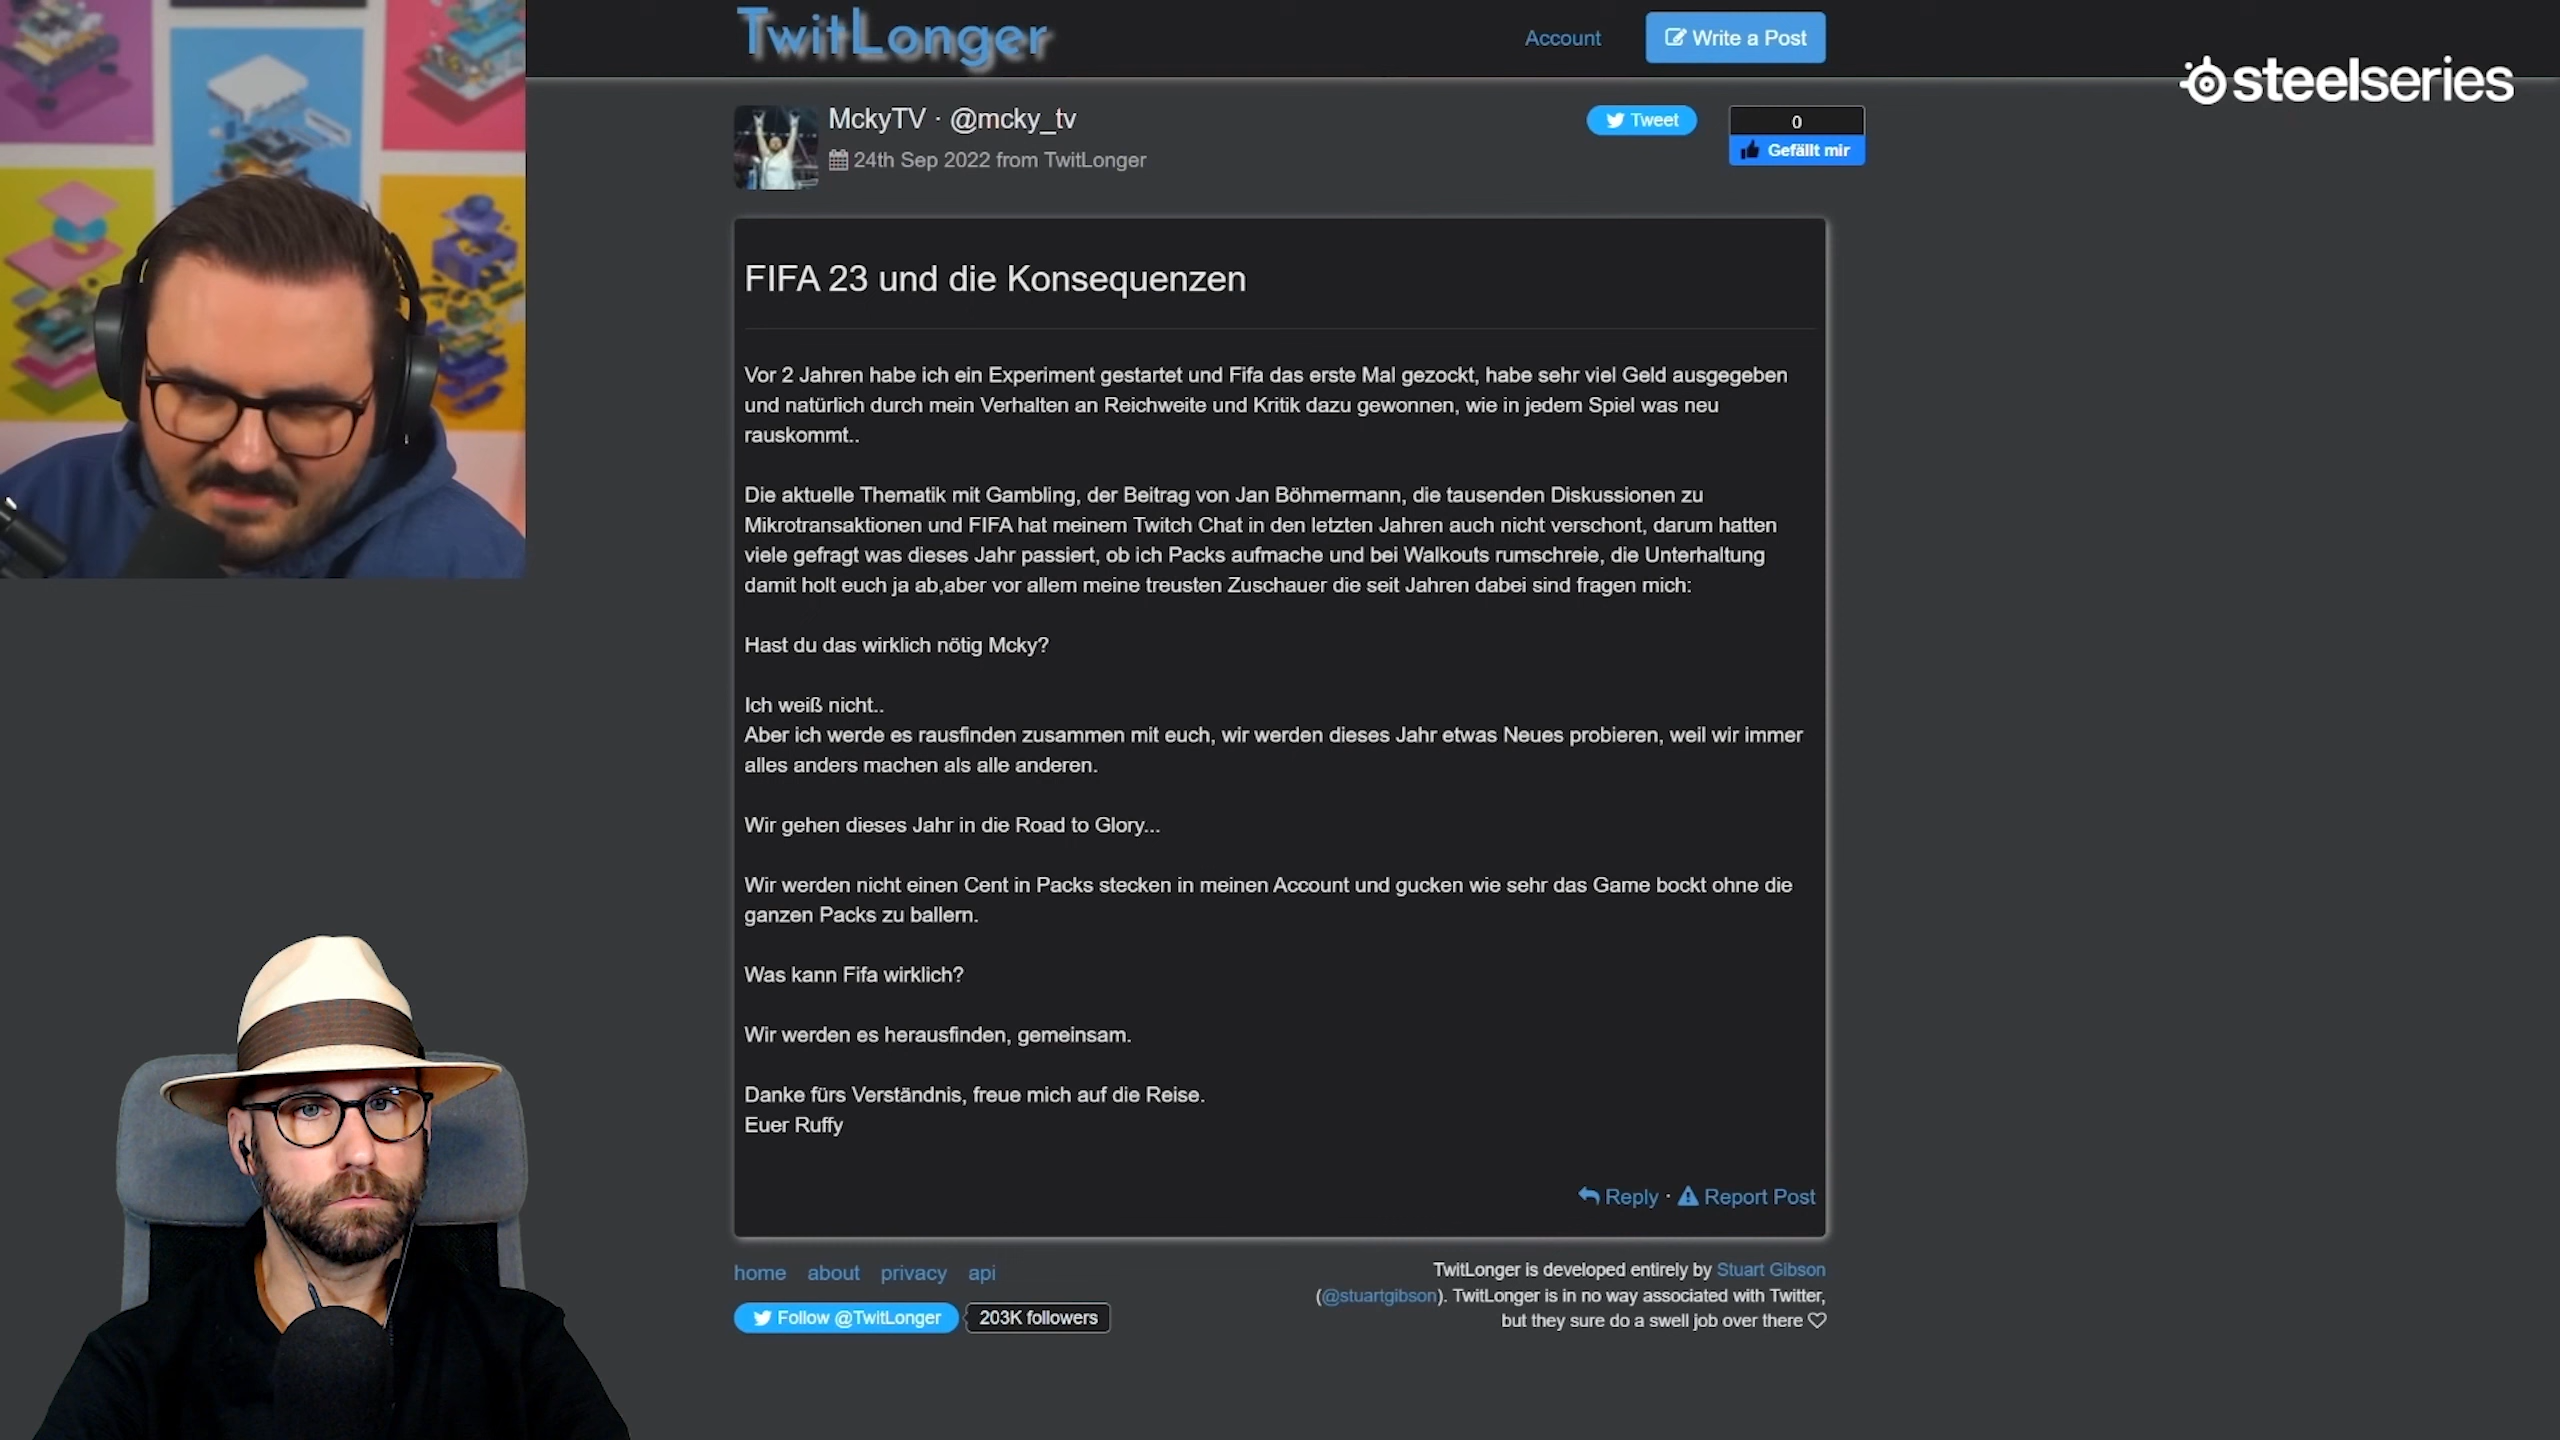 TwitLonger
Account
Write a Post
steelseries
MckyTV · @mcky_tv
24th Sep 2022 from TwitLonger
Tweet
0
Gefällt mir
FIFA 23 und die Konsequenzen
Vor 2 Jahren habe ich ein Experiment gestartet und Fifa das erste Mal gezockt, habe sehr viel Geld ausgegeben
und natürlich durch mein Verhalten an Reichweite und Kritik dazu gewonnen, wie in jedem Spiel was neu
rauskommt..
Die aktuelle Thematik mit Gambling, der Beitrag von Jan Böhmermann, die tausenden Diskussionen zu
Mikrotransaktionen und FIFA hat meinem Twitch Chat in den letzten Jahren auch nicht verschont, darum hatten
viele gefragt was dieses Jahr passiert, ob ich Packs aufmache und bei Walkouts rumschreie, die Unterhaltung
damit holt euch ja ab,aber vor allem meine treusten Zuschauer die seit Jahren dabei sind fragen mich:
Hast du das wirklich nötig Mcky?
Ich weiß nicht..
Aber ich werde es rausfinden zusammen mit euch, wir werden dieses Jahr etwas Neues probieren, weil wir immer
alles anders machen als alle anderen.
Wir gehen dieses Jahr in die Road to Glory...
Wir werden nicht einen Cent in Packs stecken in meinen Account und gucken wie sehr das Game bockt ohne die
ganzen Packs zu ballern.
Was kann Fifa wirklich?
Wir werden es herausfinden, gemeinsam.
Danke fürs Verständnis, freue mich auf die Reise.
Euer Ruffy
Reply · Report Post
home about privacy api
Follow @TwitLonger 203K followers
TwitLonger is developed entirely by Stuart Gibson
(@stuartgibson). TwitLonger is in no way associated with Twitter,
but they sure do a swell job over there ♡